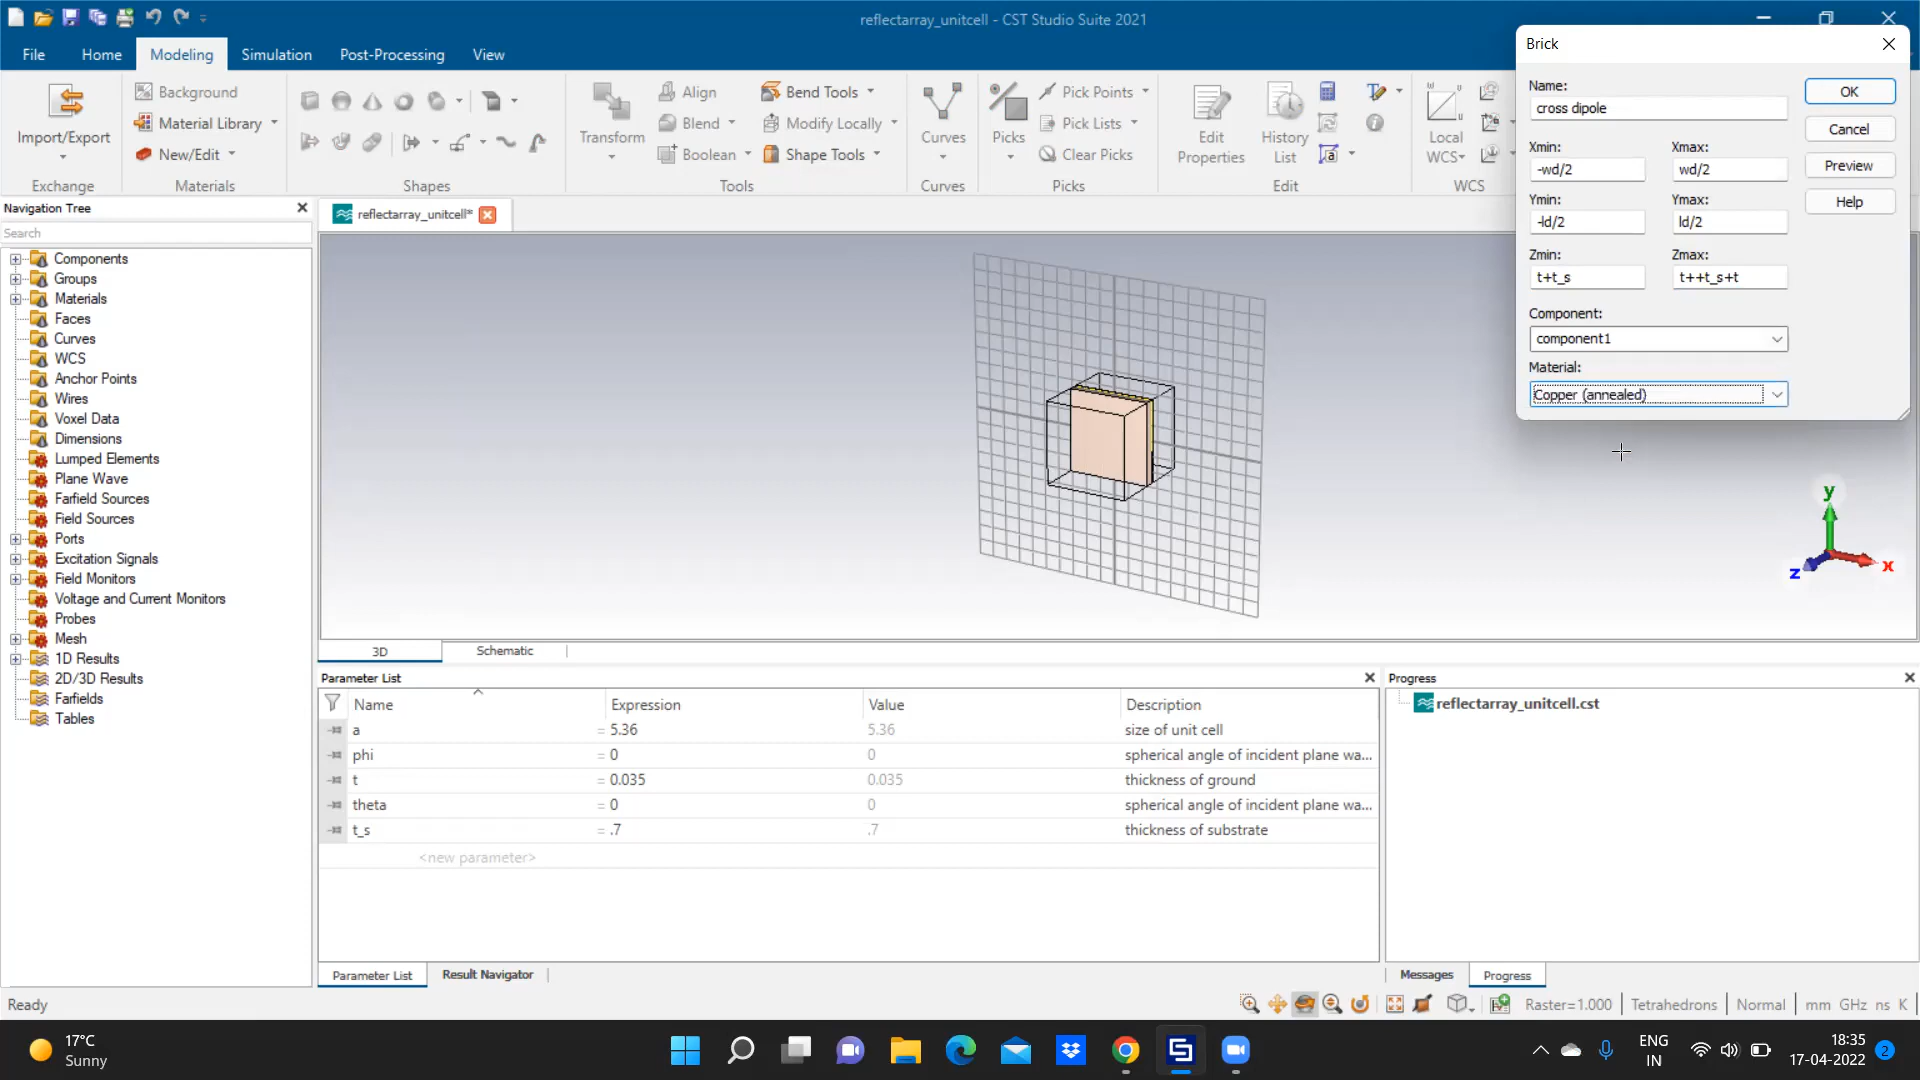 reflectarray_unitcell - CST Studio Suite 2021
File Home Modeling Simulation Post-Processing View
Import/Export
Exchange
Background
Material Library
New/Edit
Materials
Shapes
Transform
Align
Blend
Boolean
Bend Tools
Modify Locally
Shape Tools
Tools
Curves
Curves
Picks
Pick Points
Pick Lists
Clear Picks
Picks
Edit
Properties
History
List
Edit
Local
WCS
WCS
Brick
Name:
cross dipole
Xmin: Xmax:
-wd/2 wd/2
Ymin: Ymax:
-ld/2 ld/2
Zmin: Zmax:
t+t_s t++t_s+t
Component:
component1
Material:
Copper (annealed)
OK
Cancel
Preview
Help
Navigation Tree
Search
Components
Groups
Materials
Faces
Curves
WCS
Anchor Points
Wires
Voxel Data
Dimensions
Lumped Elements
Plane Wave
Farfield Sources
Field Sources
Ports
Excitation Signals
Field Monitors
Voltage and Current Monitors
Probes
Mesh
1D Results
2D/3D Results
Farfields
Tables
reflectarray_unitcell*
y
x
z
3D Schematic
Parameter List
Name Expression Value Description
a = 5.36 5.36 size of unit cell
phi = 0 0 spherical angle of incident plane wa...
t = 0.035 0.035 thickness of ground
theta = 0 0 spherical angle of incident plane wa...
t_s = .7 .7 thickness of substrate
<new parameter>
Parameter List Result Navigator
Progress
reflectarray_unitcell.cst
Messages Progress
Ready
Raster=1.000 Tetrahedrons Normal mm GHz ns K
17°C
Sunny
ENG
IN
18:35
17-04-2022
2